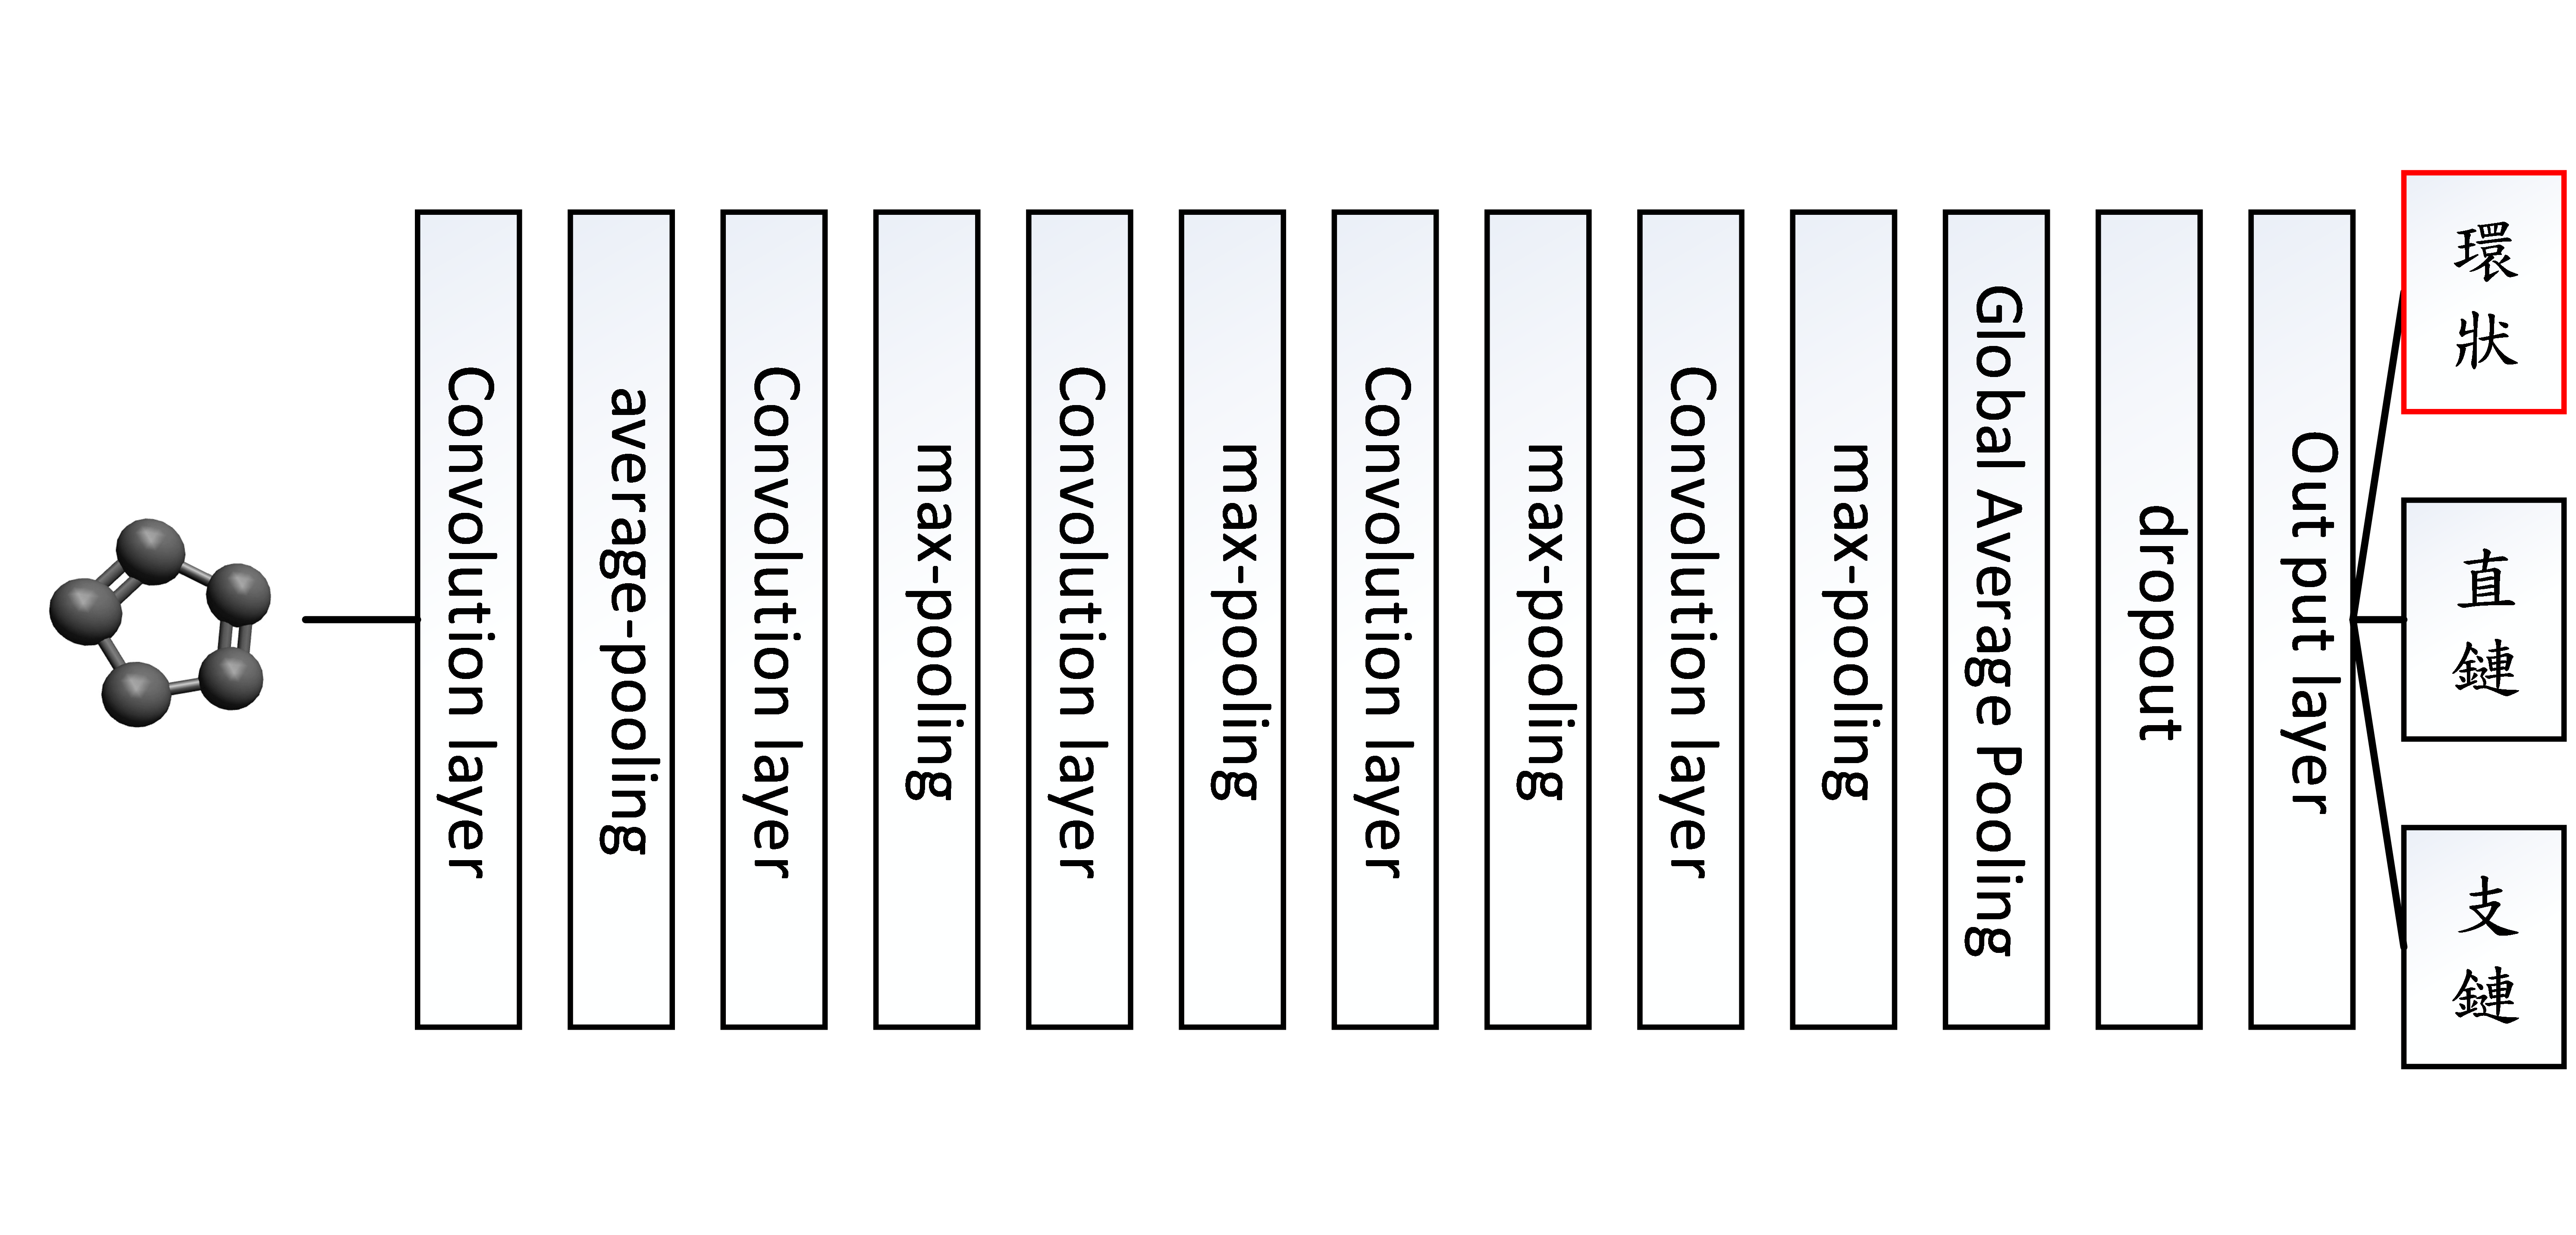 Convolution layer
average-pooling
Convolution layer
max-pooling
Convolution layer
max-pooling
Convolution layer
max-pooling
Convolution layer
max-pooling
Global Average Pooling
dropout
Out put layer
環
狀
直
鏈
支
鏈